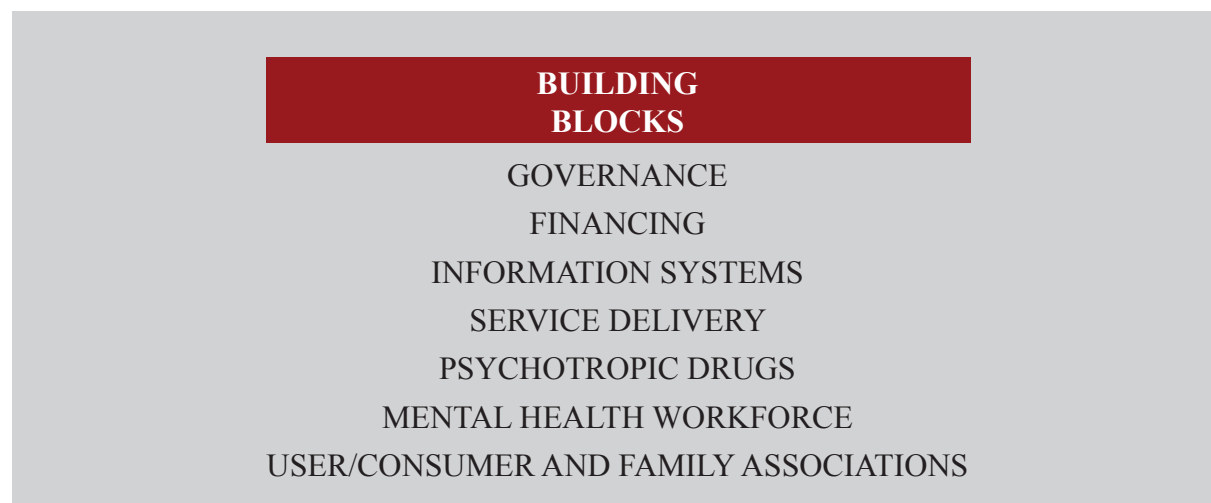 BUILDING
BLOCKS
GOVERNANCE
FINANCING
INFORMATION SYSTEMS
SERVICE DELIVERY
PSYCHOTROPIC DRUGS
MENTAL HEALTH WORKFORCE
USER/CONSUMER AND FAMILY ASSOCIATIONS